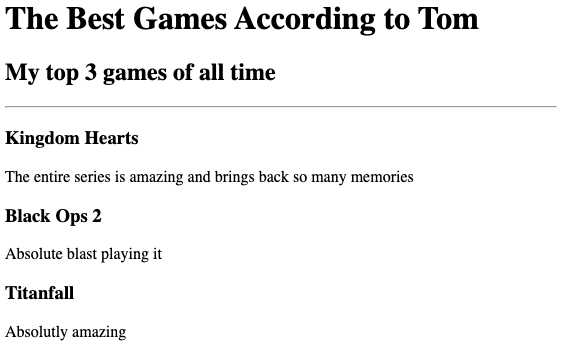 The Best Games According to Tom
My top 3 games of all time
Kingdom Hearts
The entire series is amazing and brings back so many memories
Black Ops 2
Absolute blast playing it
Titanfall
Absolutly amazing